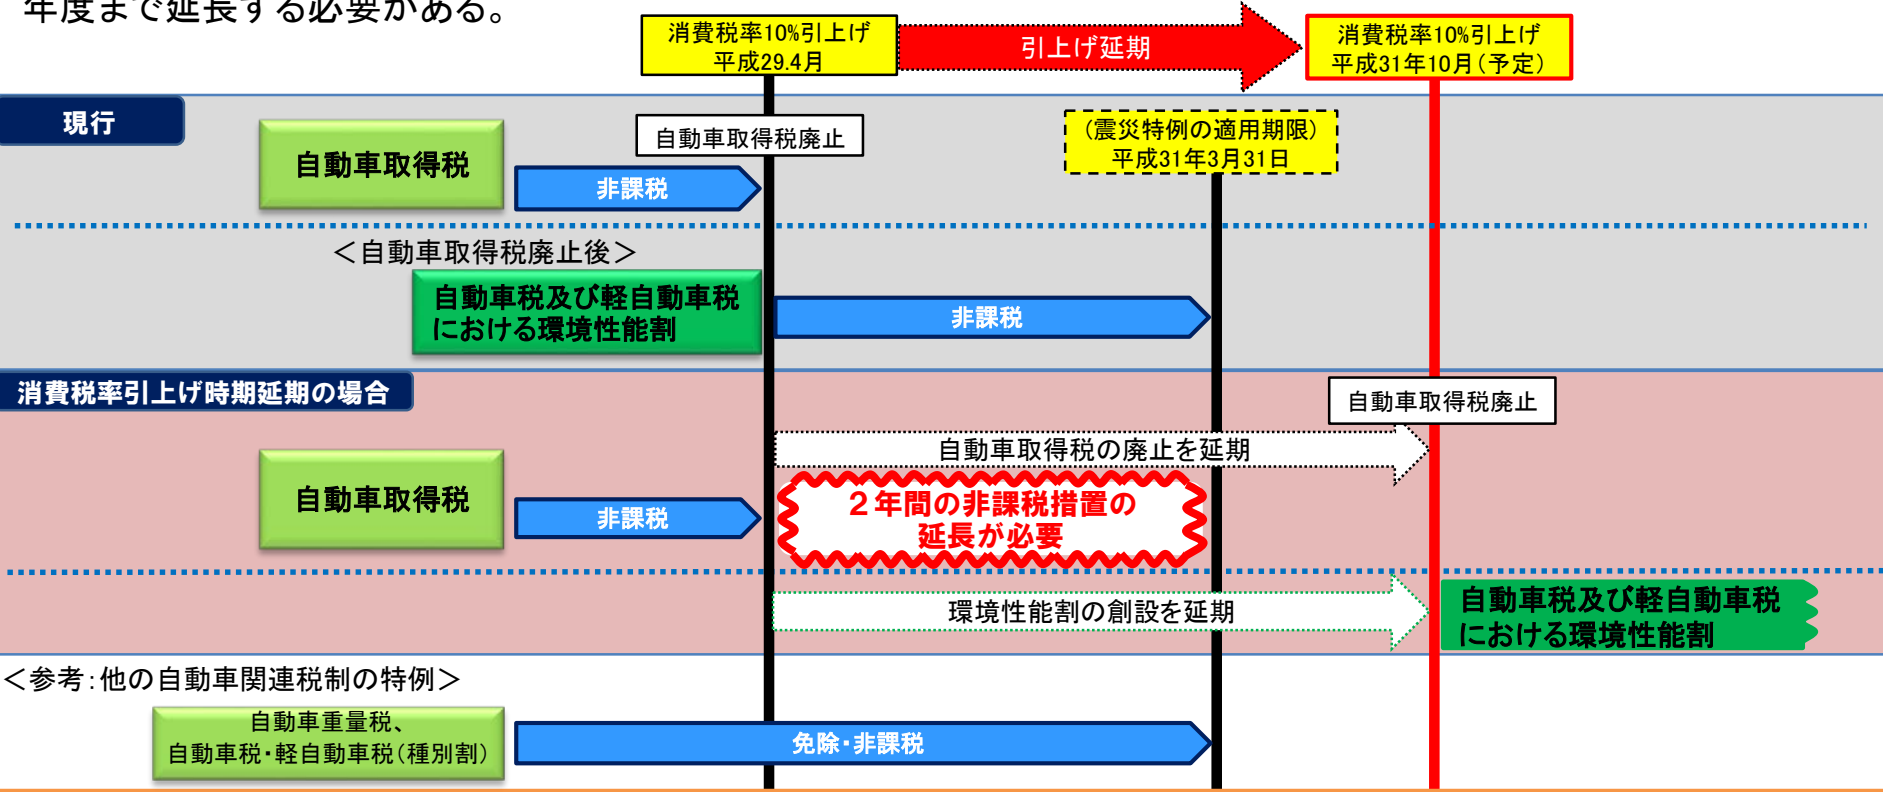 年度まで延長する必要がある。
消費税率10%引上げ
平成29.4月
引上げ延期
消費税率10%引上げ
平成31年10月(予定)
現行
自動車取得税
非課税
自動車取得税廃止
(震災特例の適用期限)
平成31年3月31日
<自動車取得税廃止後>
自動車税及び軽自動車税
における環境性能割
非課税
消費税率引上げ時期延期の場合
自動車取得税廃止
自動車取得税の廃止を延期
自動車取得税
非課税
２年間の非課税措置の
延長が必要
環境性能割の創設を延期
自動車税及び軽自動車税
における環境性能割
<参考:他の自動車関連税制の特例>
自動車重量税、
自動車税・軽自動車税(種別割)
免除・非課税